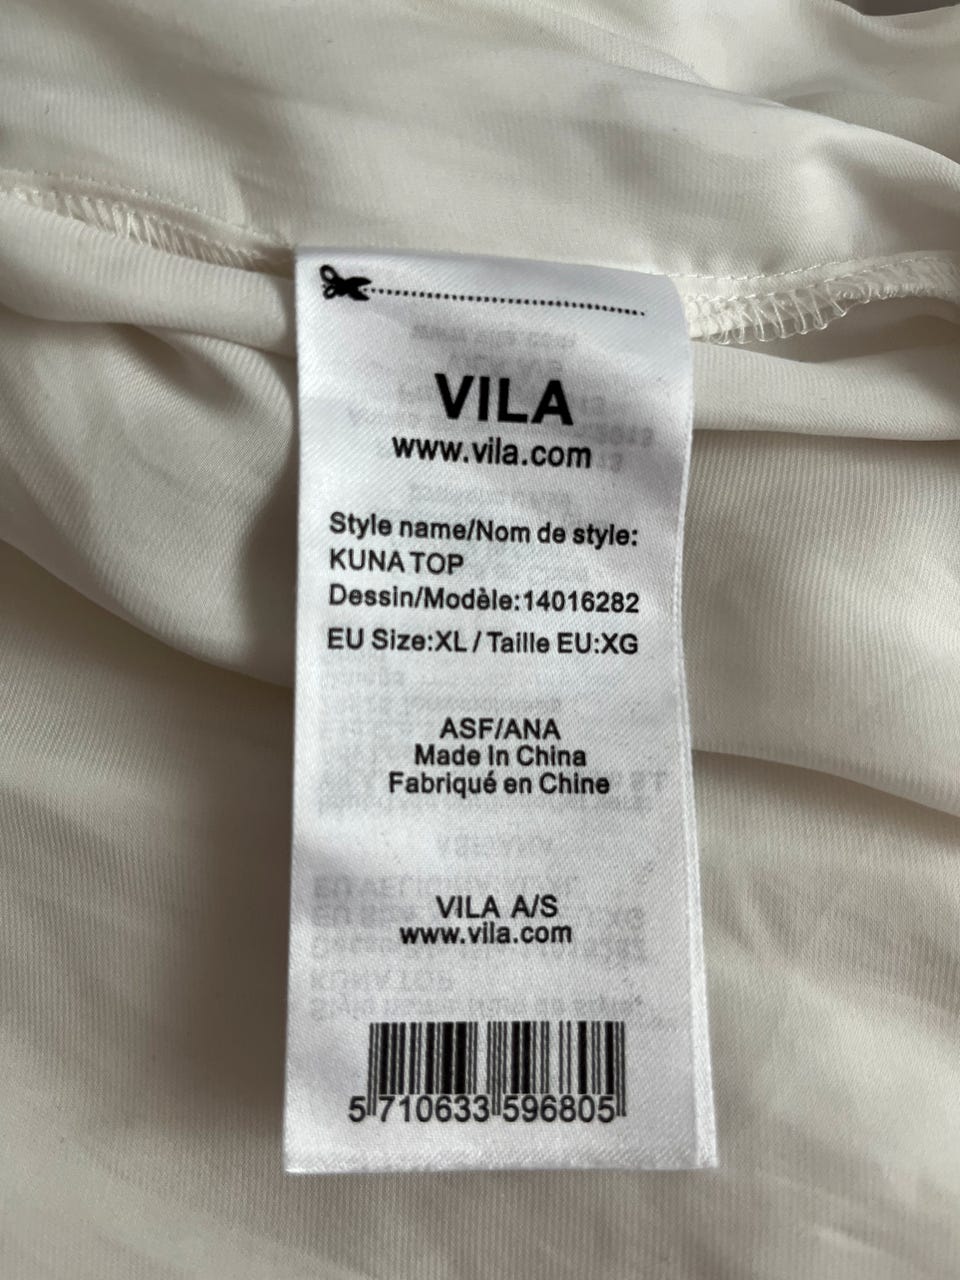 VILA
www.vila.com
Style name/Nom de style:
KUNA TOP
Dessin/Modèle:14016282
EU Size:XL / Taille EU:XG
ASF/ANA
Made In China
Fabriqué en Chine
VILA A/S
www.vila.com
5 710633 596805